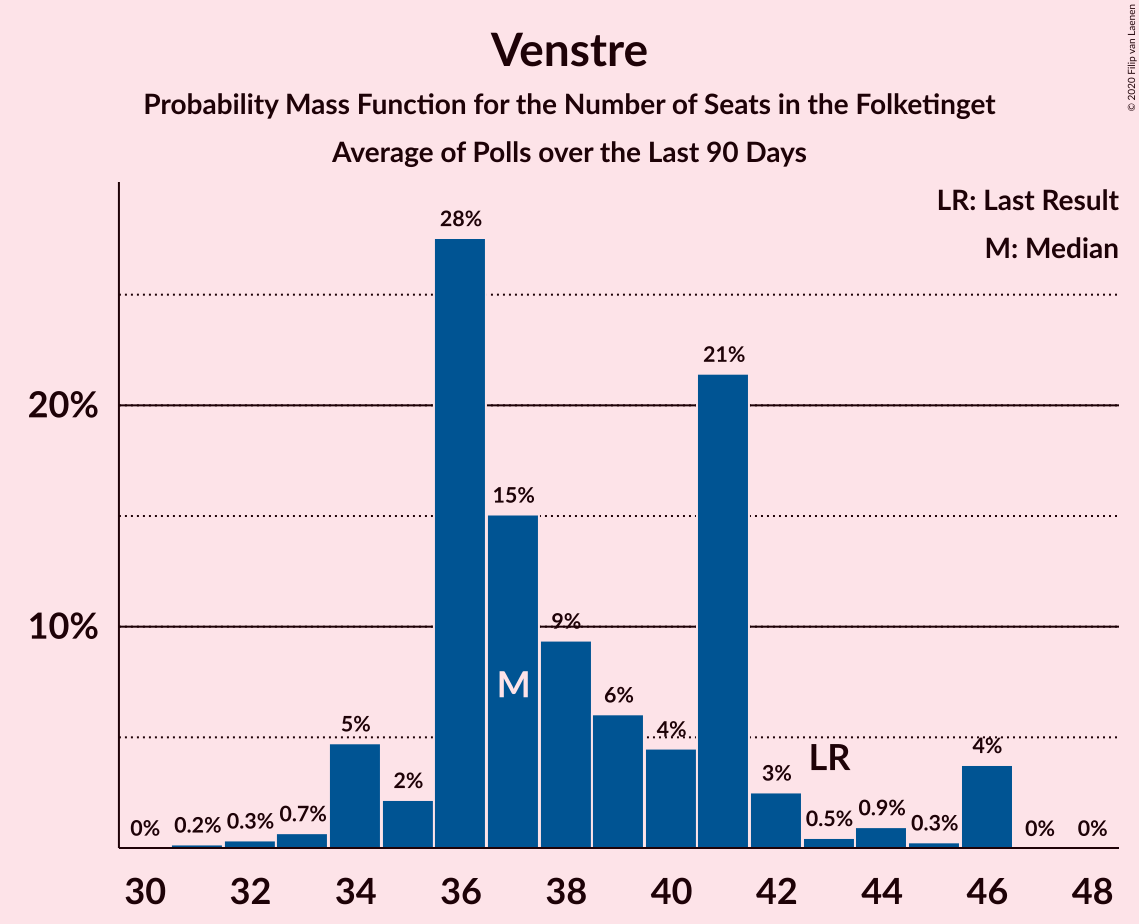 Venstre
Probability Mass Function for the Number of Seats in the Folketinget
Average of Polls over the Last 90 Days
© 2020 Filip van Laenen
LR: Last Result
M: Median
28%
21%
20%
15%
10%
9%
M
6%
5%
4%
LR
4%
3%
2%
0%
0.2%
0.3%
0.7%
0.5%
0.9%
0.3%
0%
0%
30 32 34 36 38 40 42 44 46 48